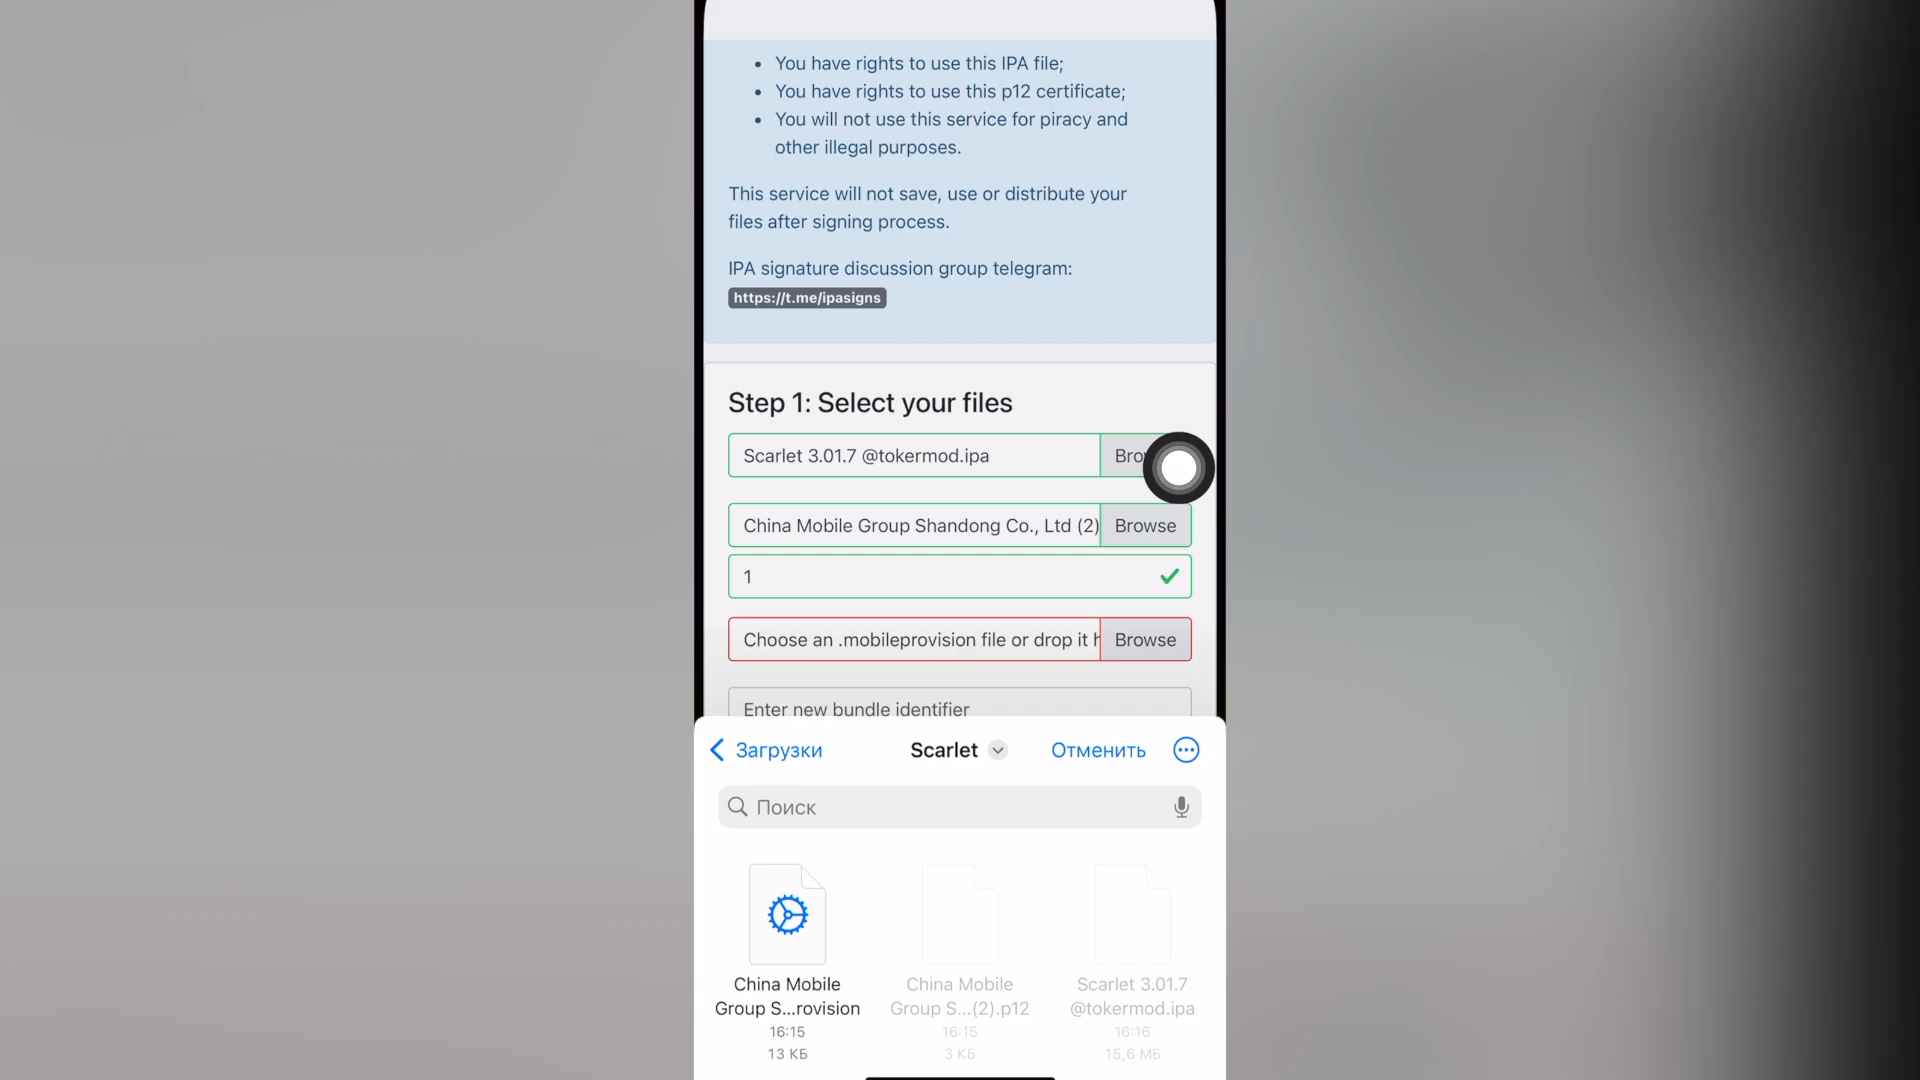 You have rights to use this IPA file;
You have rights to use this p12 certificate;
You will not use this service for piracy and
other illegal purposes.
This service will not save, use or distribute your
files after signing process.
IPA signature discussion group telegram:
https://t.me/ipasigns
Step 1: Select your files
Scarlet 3.01.7 @tokermod.ipa
China Mobile Group Shandong Co., Ltd (2)
Browse
1
Choose an .mobileprovision file or drop it h
Browse
Enter new bundle identifier
Загрузки
Scarlet
Отменить
Поиск
China Mobile
Group S...rovision
16:15
13 КБ
China Mobile
Group S...(2).p12
16:15
3 КБ
Scarlet 3.01.7
@tokermod.ipa
16:16
15,6 МБ